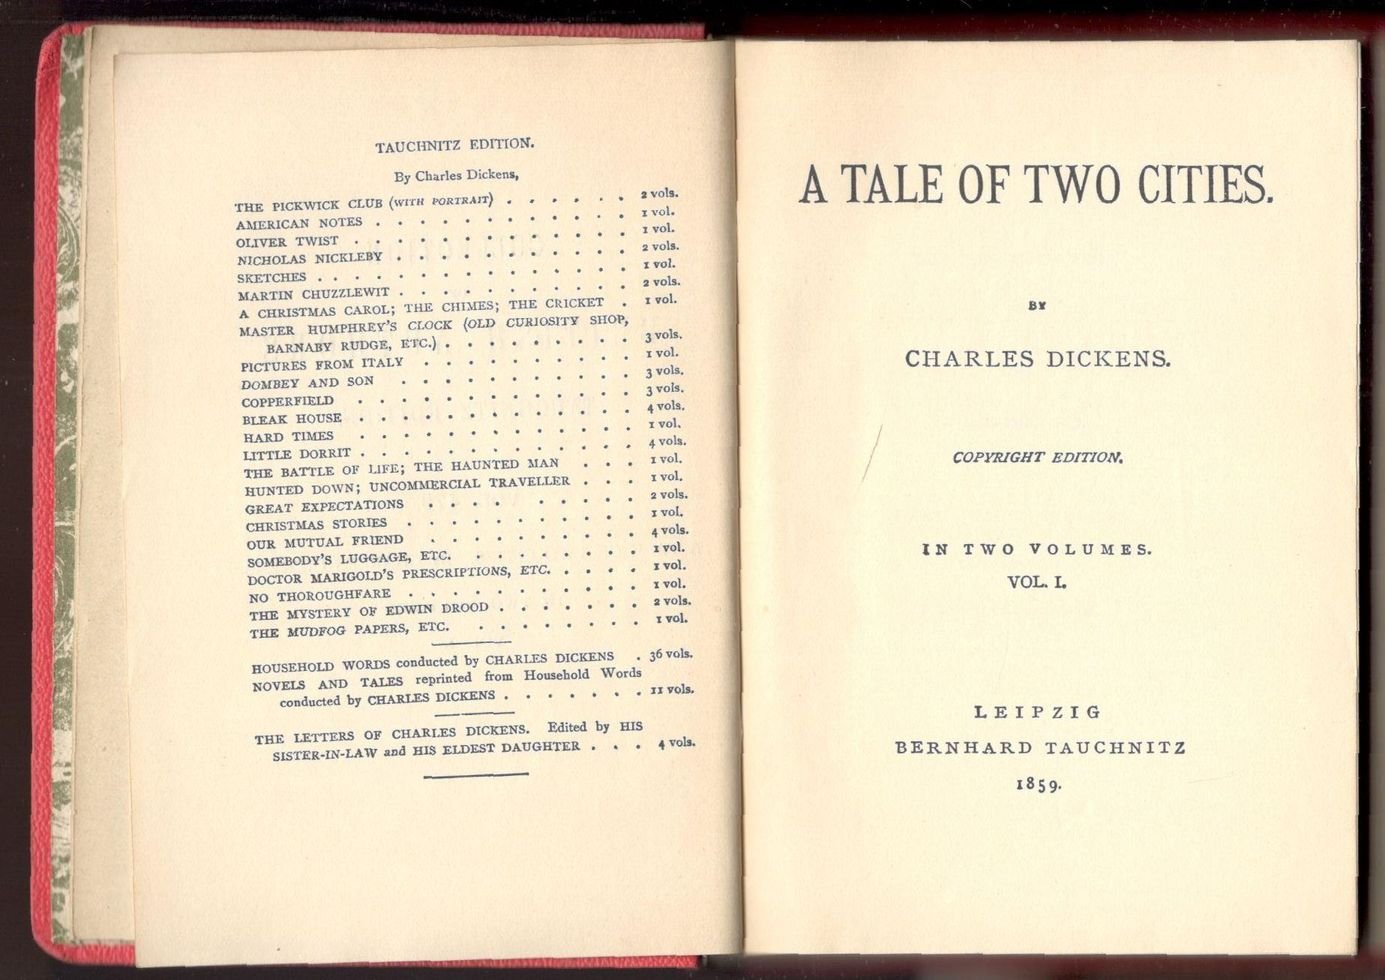 TAUCHNITZ EDITION.
By Charles Dickens,
THE PICKWICK CLUB (WITH PORTRAIT) . . . . . . 2 vols.
AMERICAN NOTES . . . . . . . . . . . . 1 vol.
OLIVER TWIST . . . . . . . . . . . . . 1 vol.
NICHOLAS NICKLEBY . . . . . . . . . . . 2 vols.
SKETCHES . . . . . . . . . . . . . . 1 vol.
MARTIN CHUZZLEWIT . . . . . . . . . . . 2 vols.
A CHRISTMAS CAROL; THE CHIMES; THE CRICKET . 1 vol.
MASTER HUMPHREY'S CLOCK (OLD CURIOSITY SHOP,
BARNABY RUDGE, ETC.) . . . . . . . . . 3 vols.
PICTURES FROM ITALY . . . . . . . . . . 1 vol.
DOMBEY AND SON . . . . . . . . . . . 3 vols.
COPPERFIELD . . . . . . . . . . . . . 3 vols.
BLEAK HOUSE . . . . . . . . . . . . . 4 vols.
HARD TIMES . . . . . . . . . . . . . 1 vol.
LITTLE DORRIT . . . . . . . . . . . . . 4 vols.
THE BATTLE OF LIFE; THE HAUNTED MAN . . . 1 vol.
HUNTED DOWN; UNCOMMERCIAL TRAVELLER . . . 1 vol.
GREAT EXPECTATIONS . . . . . . . . . 2 vols.
CHRISTMAS STORIES . . . . . . . . . . . 1 vol.
OUR MUTUAL FRIEND . . . . . . . . . . 4 vols.
SOMEBODY'S LUGGAGE, ETC. . . . . . . . . 1 vol.
DOCTOR MARIGOLD'S PRESCRIPTIONS, ETC. . . . . 1 vol.
NO THOROUGHFARE . . . . . . . . . . . 1 vol.
THE MYSTERY OF EDWIN DROOD . . . . . . . 2 vols.
THE MUDFOG PAPERS, ETC. . . . . . . . . 1 vol.
HOUSEHOLD WORDS conducted by CHARLES DICKENS . 36 vols.
NOVELS AND TALES reprinted from Household Words
conducted by CHARLES DICKENS . . . . . . . 11 vols.
THE LETTERS OF CHARLES DICKENS. Edited by HIS
SISTER-IN-LAW and HIS ELDEST DAUGHTER . . . 4 vols.
A TALE OF TWO CITIES.
BY
CHARLES DICKENS.
COPYRIGHT EDITION.
IN TWO VOLUMES.
VOL. I.
LEIPZIG
BERNHARD TAUCHNITZ
1859.